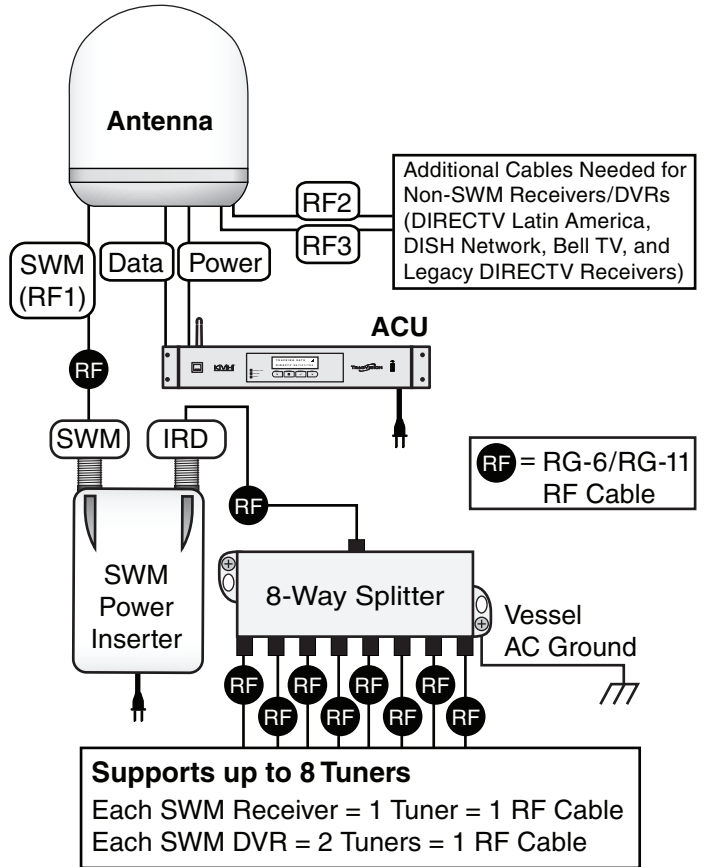 Antenna
Additional Cables Needed for
Non-SWM Receivers/DVRs
(DIRECTV Latin America,
DISH Network, Bell TV, and
Legacy DIRECTV Receivers)
RF2
RF3
SWM
(RF1)
Data
Power
ACU
KVH
RF
SWM
IRD
RF = RG-6/RG-11
RF Cable
RF
SWM
Power
Inserter
8-Way Splitter
Vessel
AC Ground
RF RF RF RF
RF RF RF RF
Supports up to 8 Tuners
Each SWM Receiver = 1 Tuner = 1 RF Cable
Each SWM DVR = 2 Tuners = 1 RF Cable